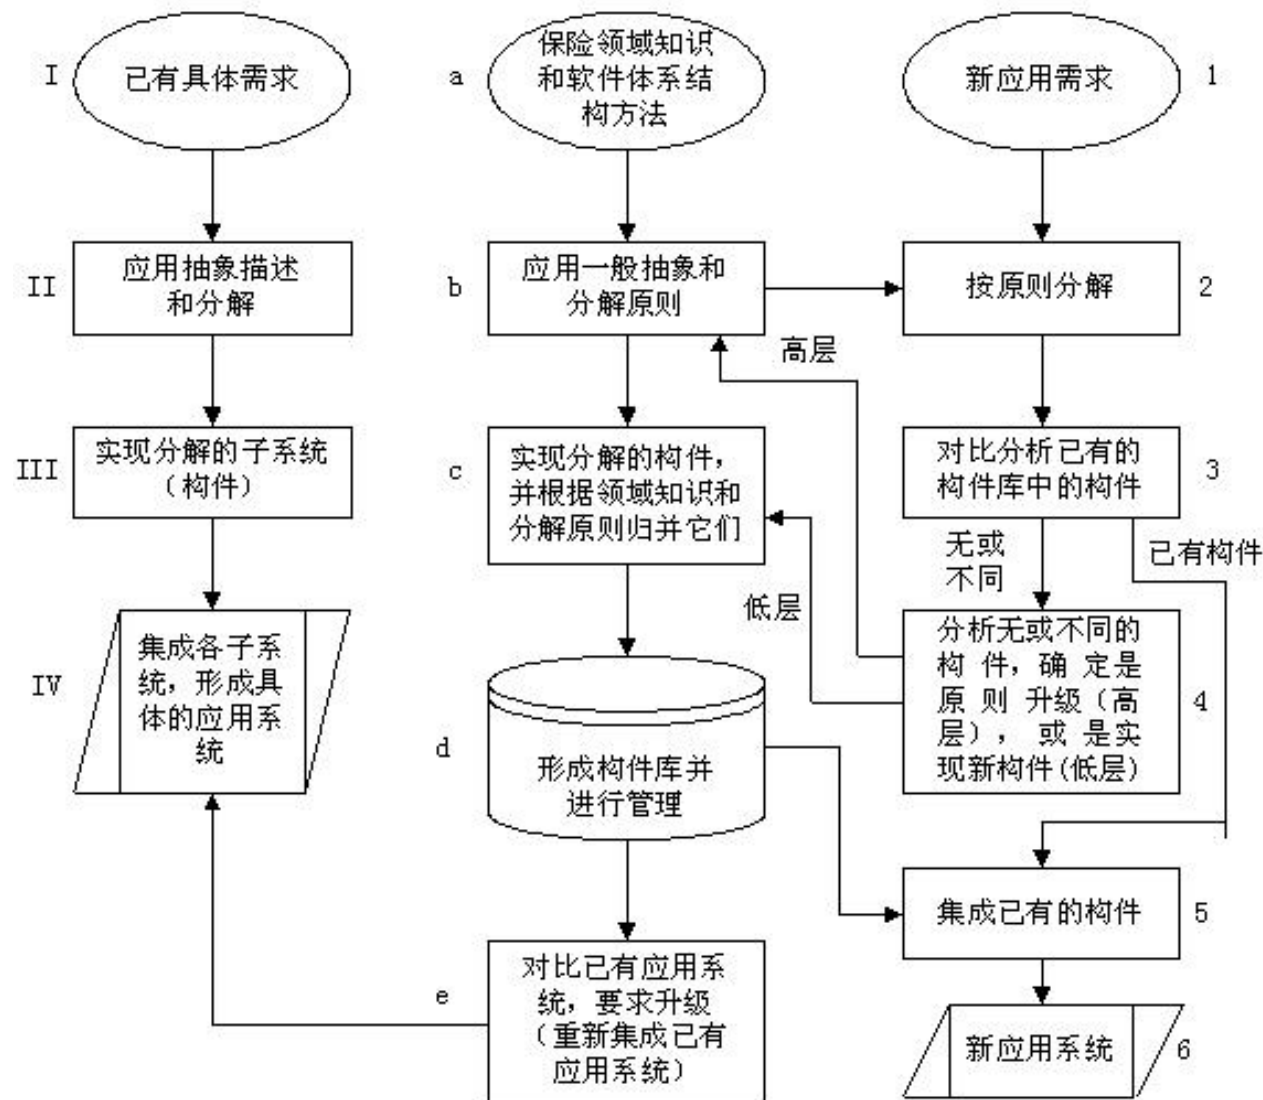 I
已有具体需求
II
应用抽象描述
和分解
III
实现分解的子系统
（构件）
IV
集成各子系
统，形成具
体的应用系
统
a
保险领域知识
和软件体系结
构方法
b
应用一般抽象和
分解原则
c
实现分解的构件，
并根据领域知识和
分解原则归并它们
d
形成构件库并
进行管理
e
对比已有应用系
统，要求升级
（重新集成已有
应用系统）
高层
低层
新应用需求
1
按原则分解
2
对比分析已有的
构件库中的构件
3
无或
不同
已有构件
分析无或不同的
构 件，确 定是
原 则 升级（高
层），或 是实
现新构件(低层)
4
集成已有的构件
5
新应用系统
6